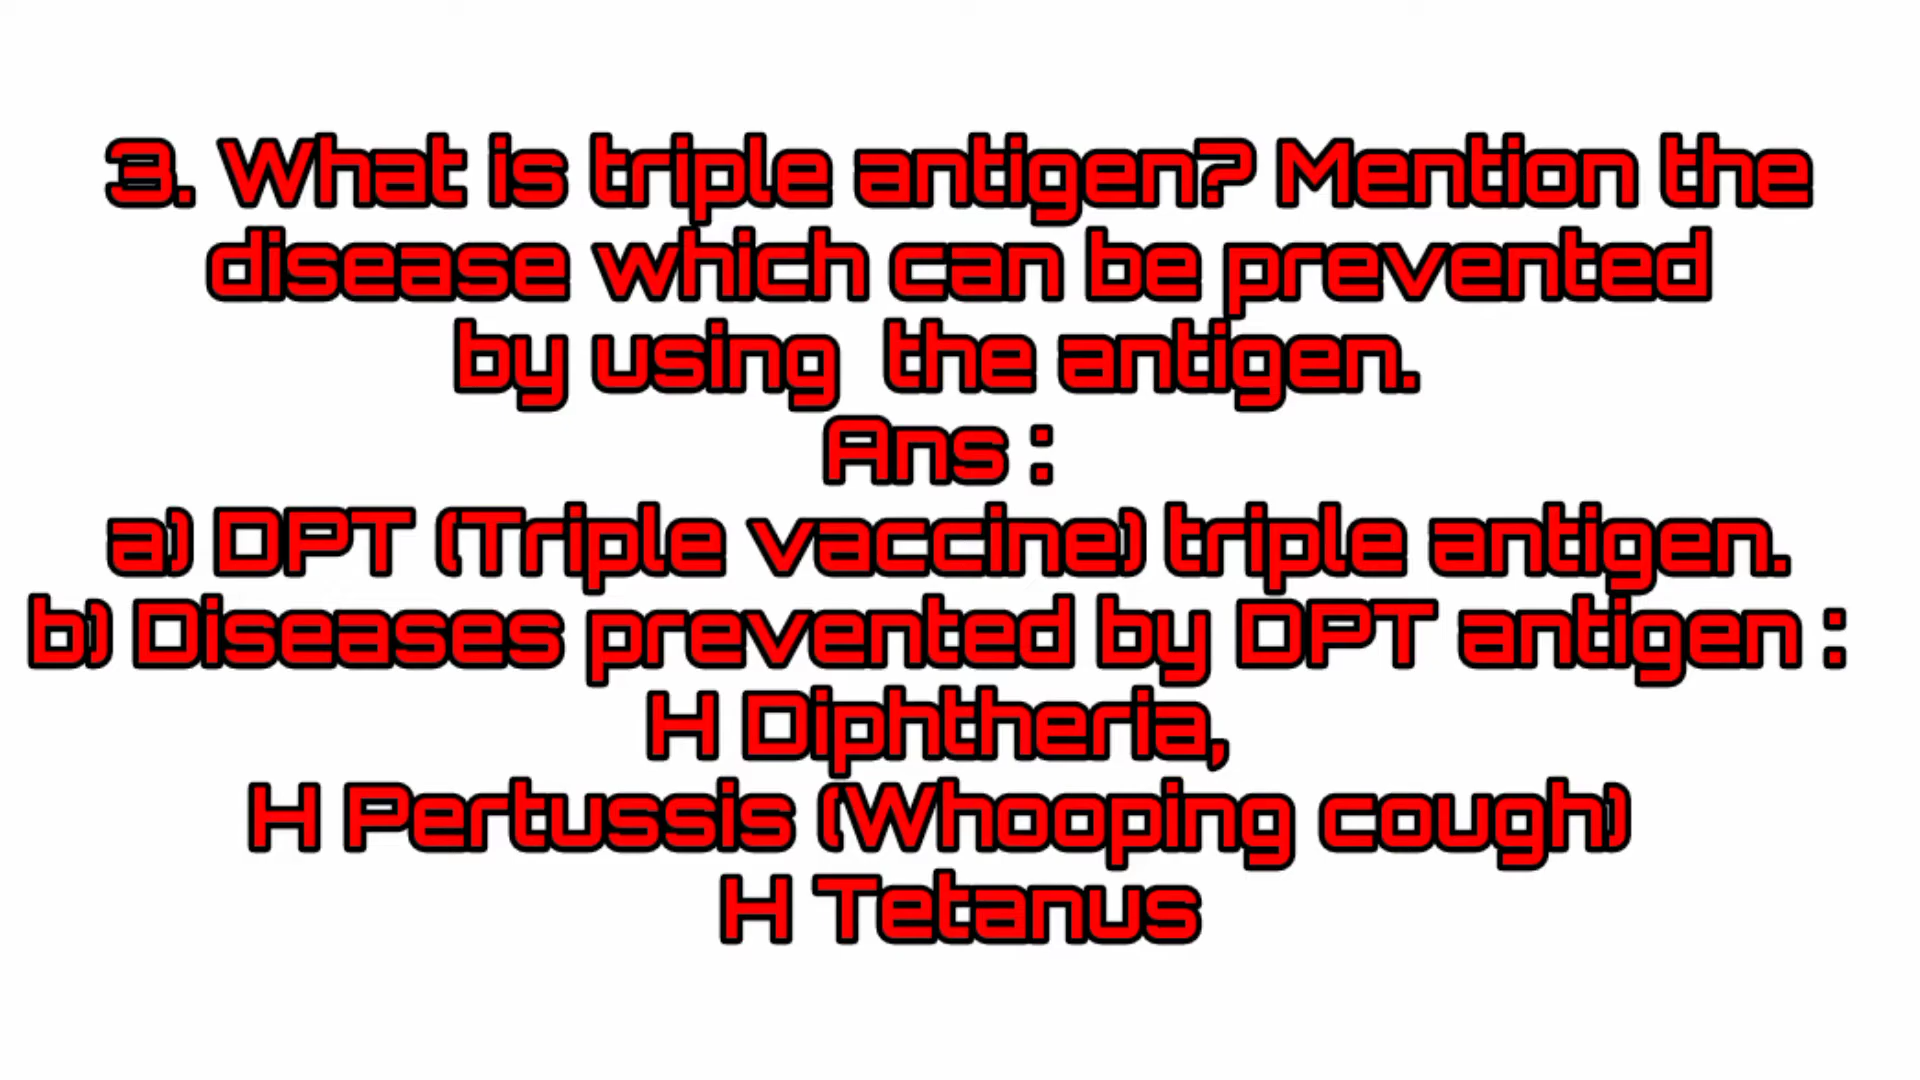 3. What is triple antigen? Mention the
disease which can be prevented
by using  the antigen.
Ans :
a) DPT (Triple vaccine) triple antigen.
b) Diseases prevented by DPT antigen :
H Diphtheria,
H Pertussis (Whooping cough)
H Tetanus